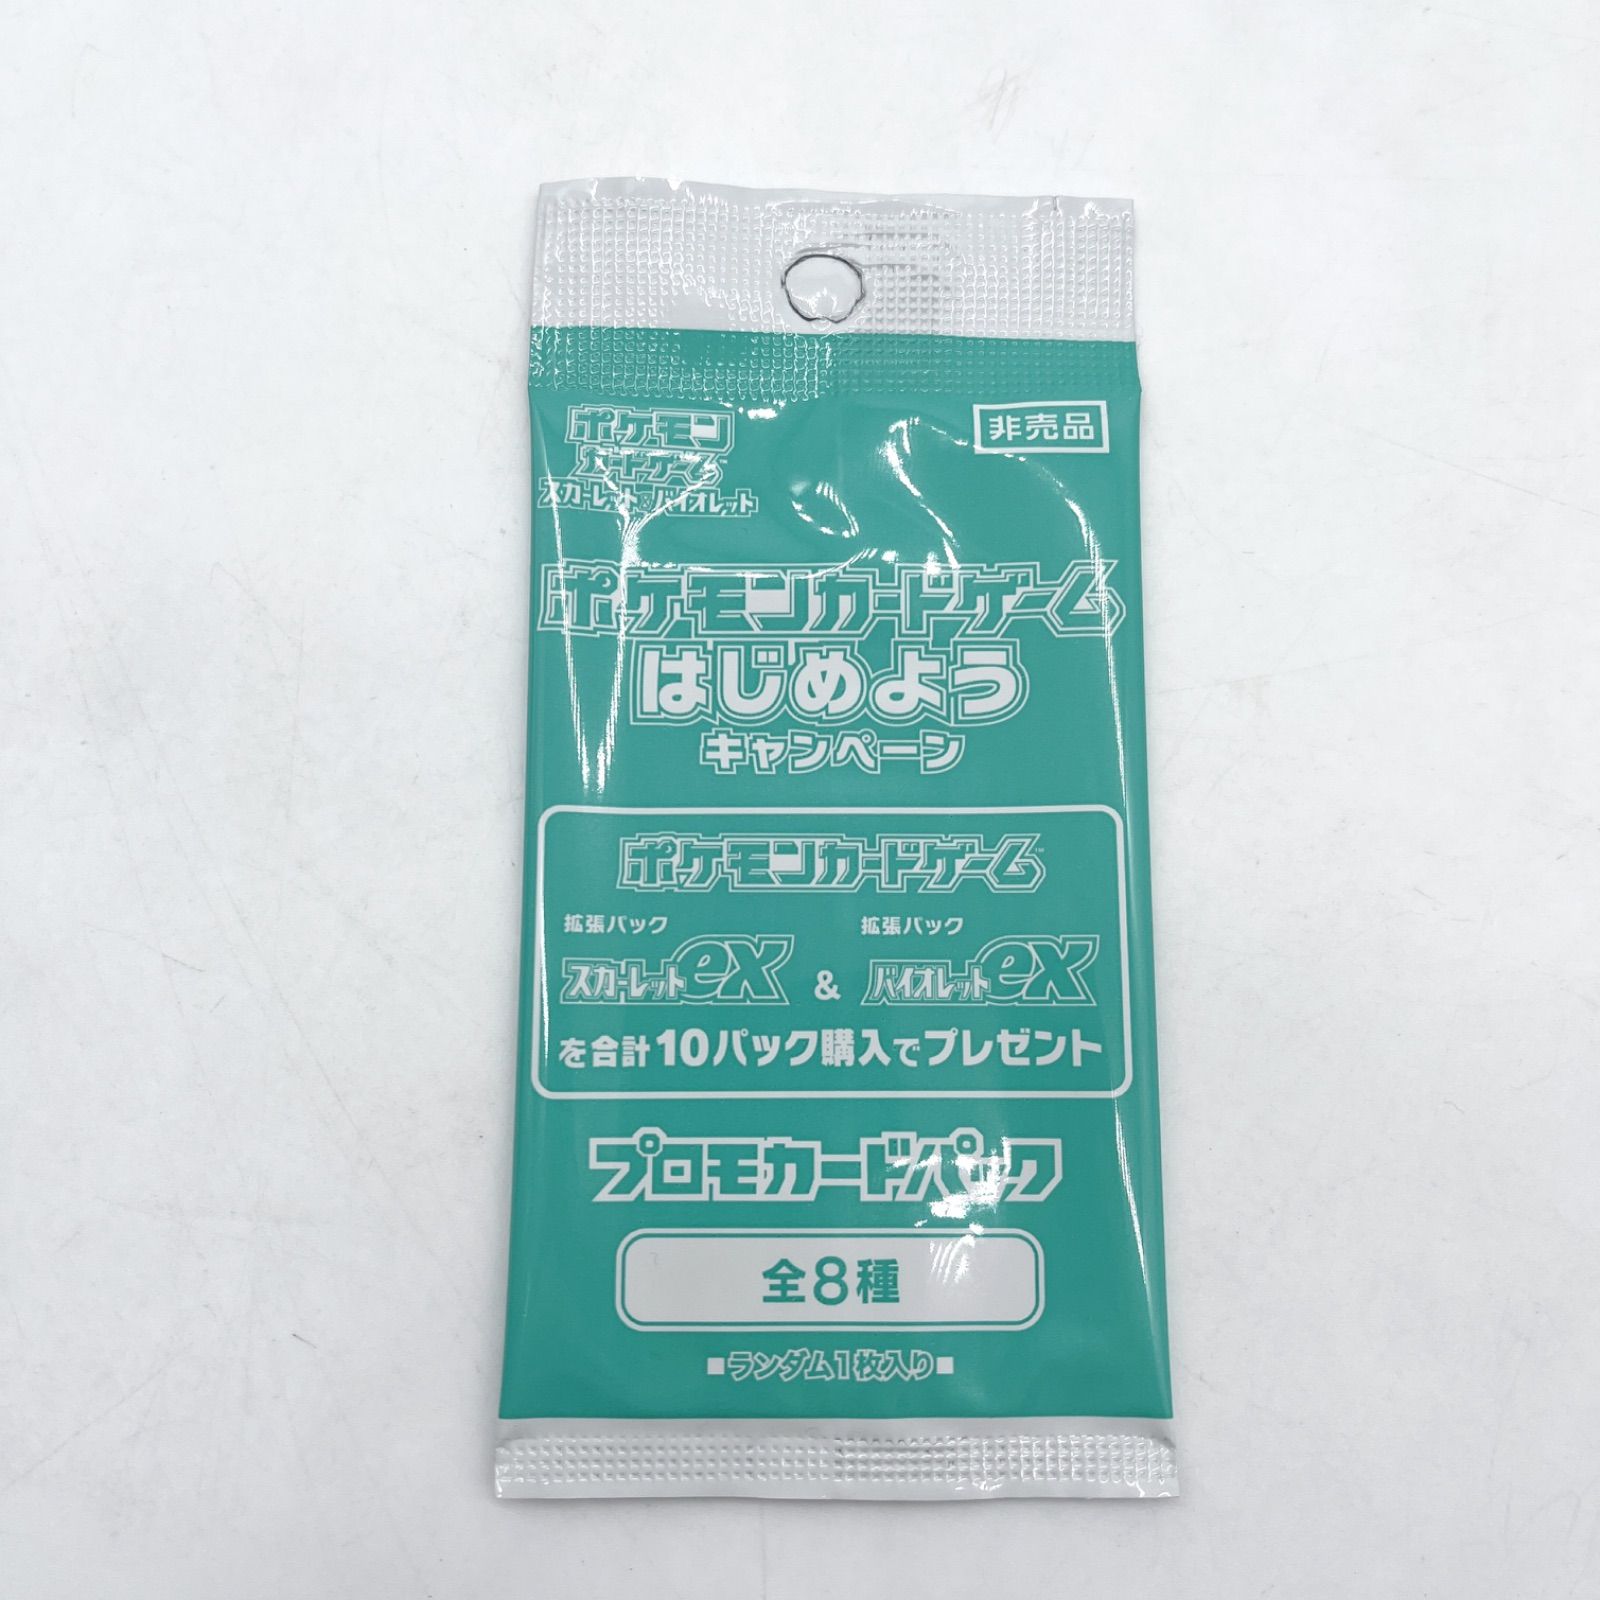 ポケモン
カードゲーム™
スカーレット&バイオレット
非売品
ポケモンカードゲーム
はじめよう
キャンペーン
ポケモンカードゲーム™
拡張パック
スカーレットex
&
拡張パック
バイオレットex
を合計10パック購入でプレゼント
プロモカードパック
全8種
■ランダム1枚入り■